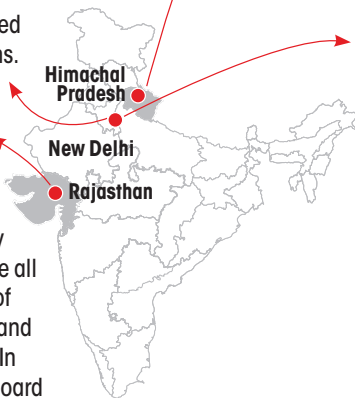 ed
ns.
Himachal
Pradesh
New Delhi
Rajasthan
e all
of
and
In
oard